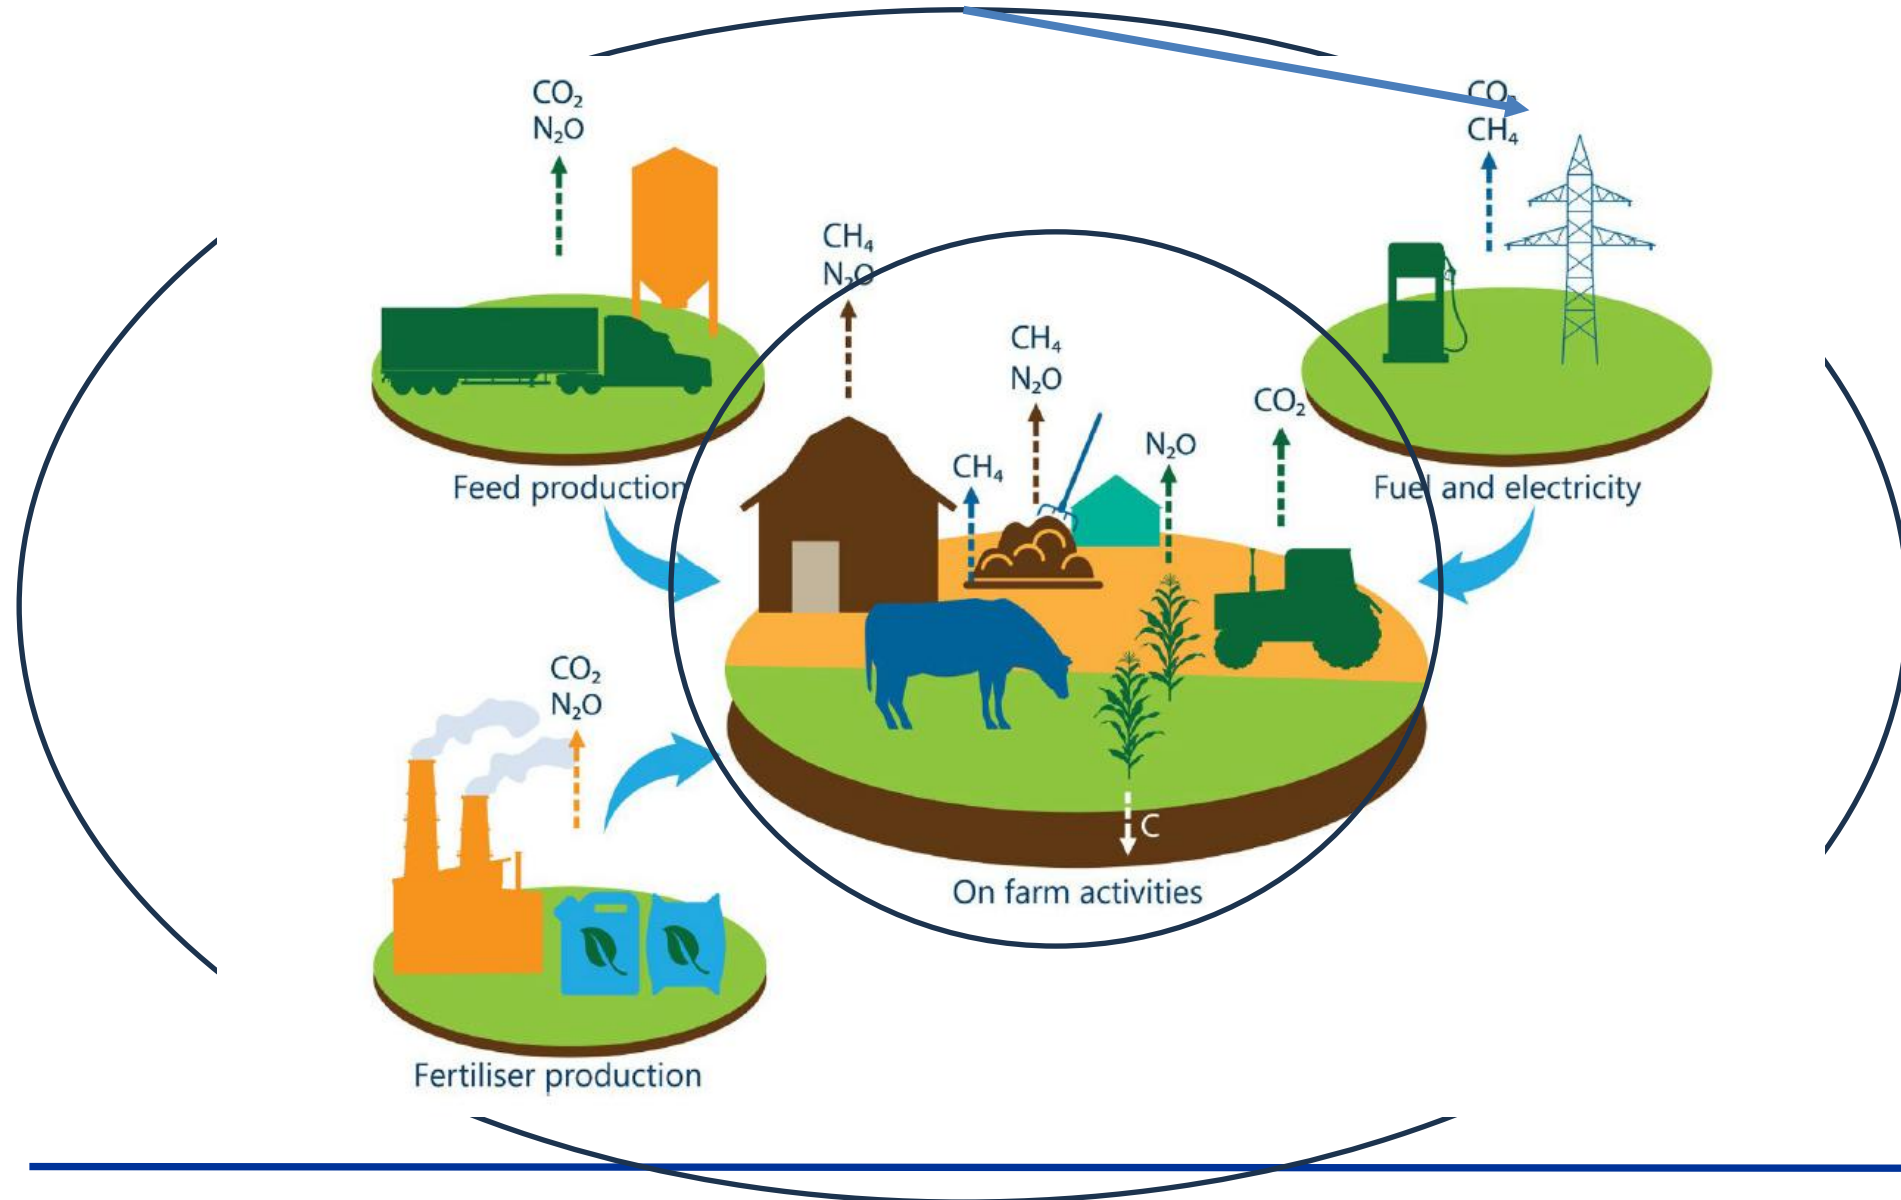 CO₂
N₂O
CO₂
CH₄
CH₄
N₂O
CH₄
N₂O
CO₂
N₂O
CH₄
Feed production
Fuel and electricity
CO₂
N₂O
C
On farm activities
Fertiliser production